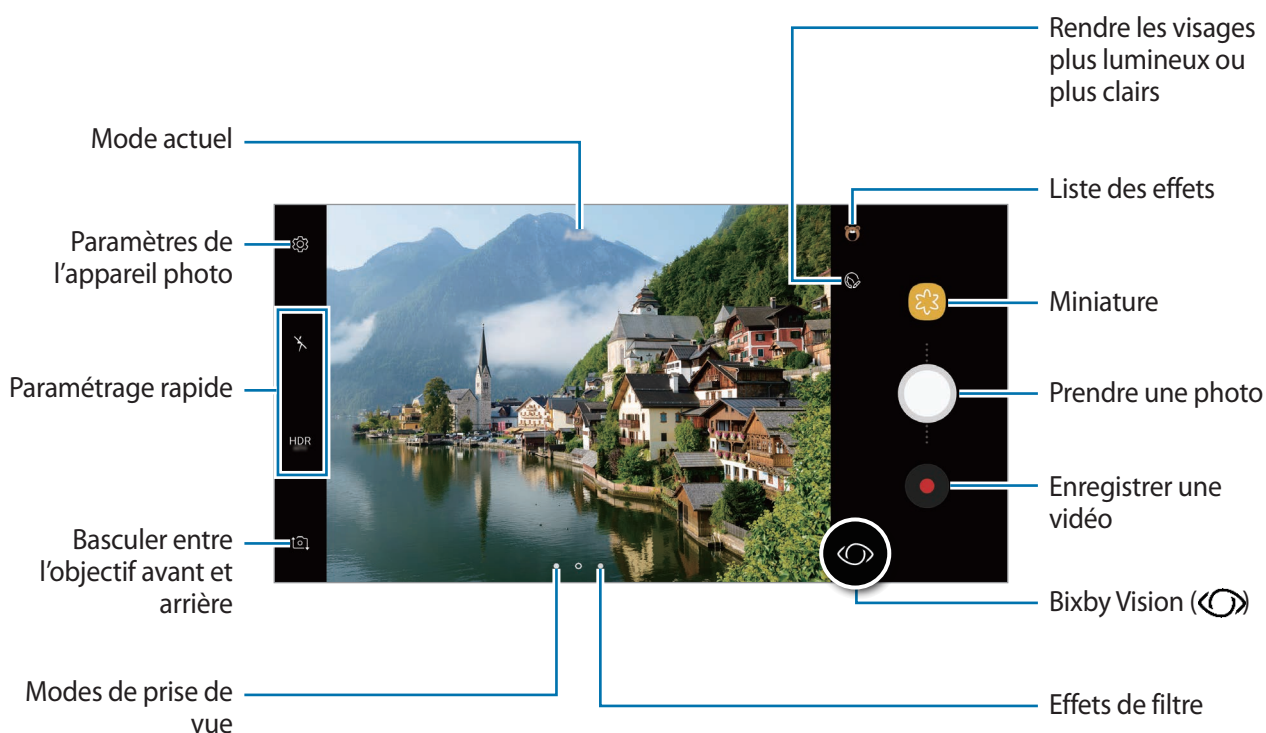 Rendre les visages
plus lumineux ou
plus clairs
Mode actuel
Liste des effets
Paramètres de
l'appareil photo
Miniature
Paramétrage rapide
Prendre une photo
HDR
Enregistrer une
vidéo
Basculer entre
l'objectif avant et
arrière
Bixby Vision ()
Modes de prise de
vue
Effets de filtre